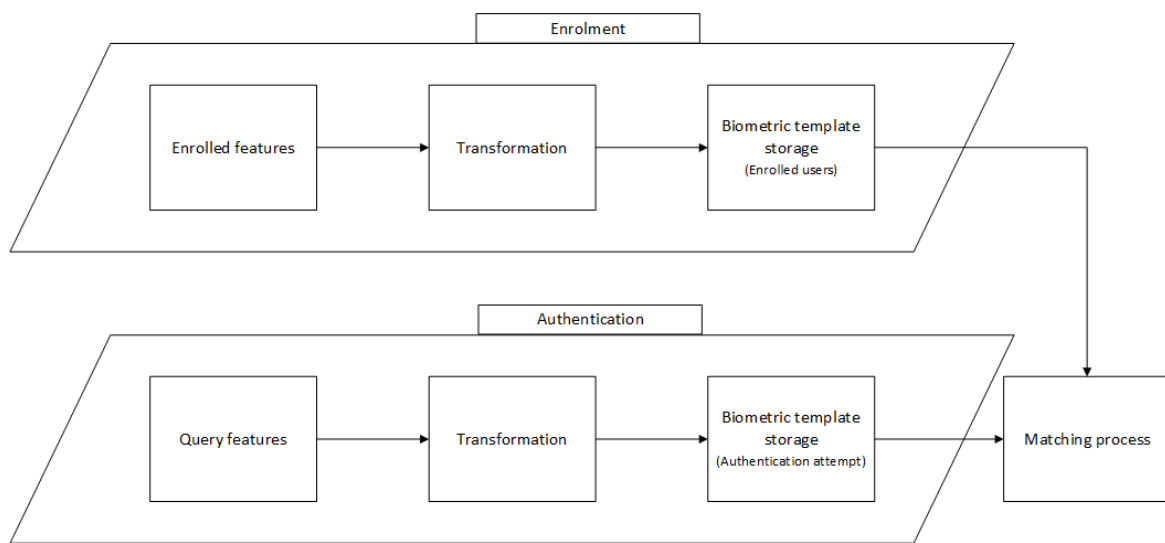 Enrolment
Enrolled features
Transformation
Biometric template
storage
(Enrolled users)
Authentication
Query features
Transformation
Biometric template
storage
(Authentication attempt)
Matching process